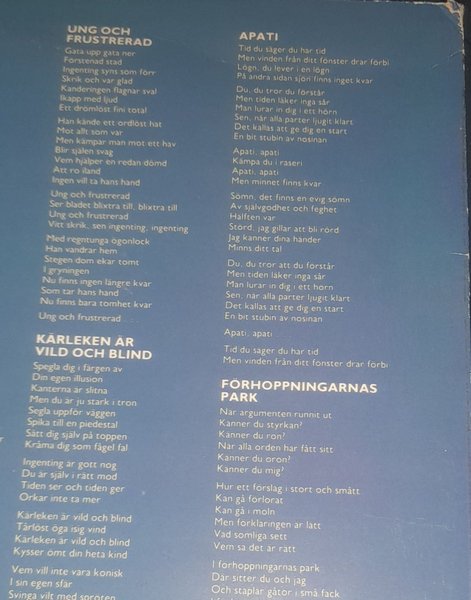 UNG OCH
FRUSTRERAD
Gata upp gata ner
Förstenad stad
Ingenting syns som förr
Skrik och var glad
Kanderingen flagnar sval
Ikapp med ljud
Ett drömlöst fini total
Han kände ett ordlöst hat
Mot allt som var
Men kämpar man mot ett hav
Blir själen svag
Vem hjälper en redan dömd
Att ro iland
Ingen vill ta hans hand
Ung och frustrerad
Ser bladet blixtra till, blixtra till
Ung och frustrerad
Vitt skrik, sen ingenting, ingenting
Med regntunga ögonlock
Han vandrar hem
Stegen dom ekar tomt
I gryningen
Nu finns ingen längre kvar
Som tar hans hand
Nu finns bara tomhet kvar
Ung och frustrerad
KÄRLEKEN ÄR
VILD OCH BLIND
Spegla dig i färgen av
Din egen illusion
Kanterna är slitna
Men du är ju stark i tron
Segla uppför väggen
Spika till en piedestal
Sätt dig själv på toppen
Kråma dig som fågel fal
Ingenting är gott nog
Du är själv i rätt mod
Tiden ser och tiden ger
Orkar inte ta mer
Kärleken är vild och blind
Tårlöst öga isig vind
Kärleken är vild och blind
Kysser ömt din heta kind
Vem vill inte vara konisk
I sin egen sfär
Svinga vilt med spröten
APATI
Tid du säger du har tid
Men vinden från ditt fönster drar förbi
Lögn, du lever i en lögn
På andra sidan sjön finns inget kvar
Du, du tror du förstår
Men tiden läker inga sår
Man lurar in dig i ett hörn
Sen, när alla parter ljugit klart
Det kallas att ge dig en start
En bit stubin av nosinan
Apati, apati
Kämpa du i raseri
Apati, apati
Men minnet finns kvar
Sömn, det finns en evig sömn
Av självgodhet och feghet
Hälften var
Störd, jag gillar att bli rörd
Jag känner dina händer
Minns ditt tal
Du, du tror att du förstår
Men tiden läker inga sår
Man lurar in dig i ett hörn
Sen, när alla parter ljugit klart
Det kallas att ge dig en start
En bit stubin av nosinan
Apati, apati ...
Tid du säger du har tid
Men vinden från ditt fönster drar förbi
FÖRHOPPNINGARNAS
PARK
När argumenten runnit ut
Känner du styrkan?
Känner du ron?
När alla orden har fått sitt
Känner du oron?
Känner du mig?
Hur ett förslag i stort och smått
Kan gå förlorat
Kan gå i moln
Men förklaringen är lätt
Vad somliga sett
Vem sa det är rätt
I förhoppningarnas park
Där sitter du och jag
Och staplar gåtor i små fack